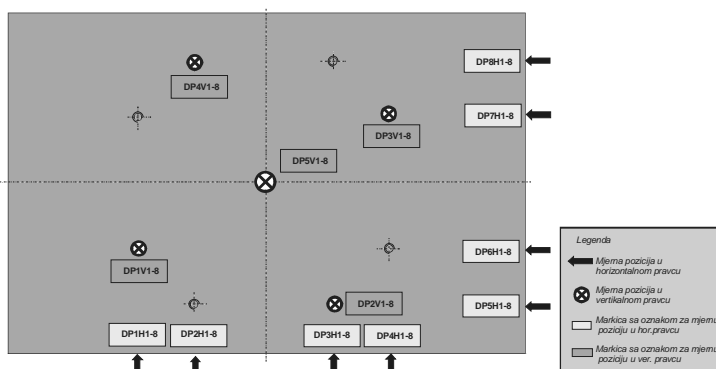 DP8H1-8
DP4V1-8
DP7H1-8
DP3V1-8
DP5V1-8
DP6H1-8
DP1V1-8
DP2V1-8
DP5H1-8
DP1H1-8
DP2H1-8
DP3H1-8
DP4H1-8
Legenda
Mjerna pozicija u
horizontalnom pravcu
Mjerna pozicija u
vertikalnom pravcu
Markica sa oznakom za mjernu
poziciju u hor.pravcu
Markica sa oznakom za mjernu
poziciju u ver. pravcu